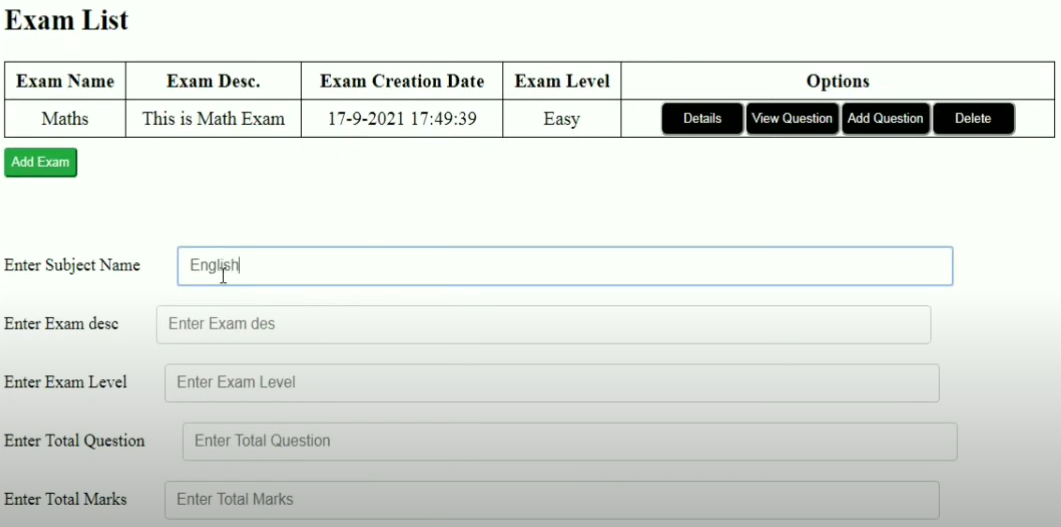 Exam List
Exam Name Exam Desc. Exam Creation Date Exam Level Options
Maths This is Math Exam 17-9-2021 17:49:39 Easy Details View Question Add Question Delete
Add Exam
Enter Subject Name English
Enter Exam desc Enter Exam des
Enter Exam Level Enter Exam Level
Enter Total Question Enter Total Question
Enter Total Marks Enter Total Marks